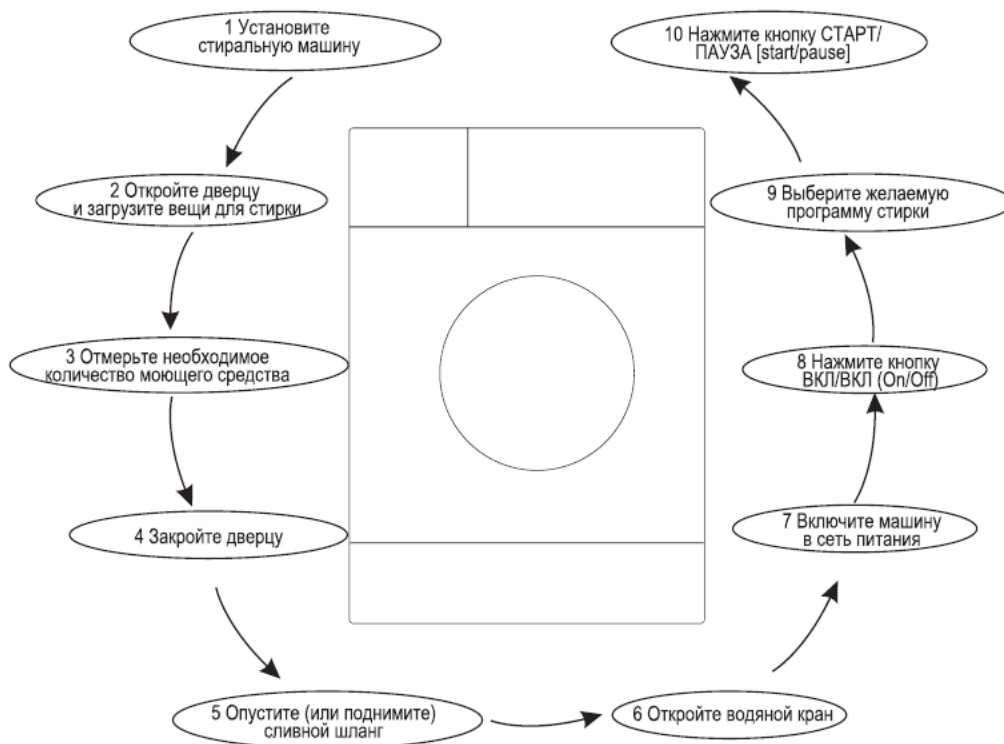 1 Установите
стиральную машину
2 Откройте дверцу
и загрузите вещи для стирки
3 Отмерьте необходимое
количество моющего средства
4 Закройте дверцу
5 Опустите (или поднимите)
сливной шланг
6 Откройте водяной кран
7 Включите машину
в сеть питания
8 Нажмите кнопку
ВКЛ/ВКЛ (On/Off)
9 Выберите желаемую
программу стирки
10 Нажмите кнопку СТАРТ/
ПАУЗА [start/pause]